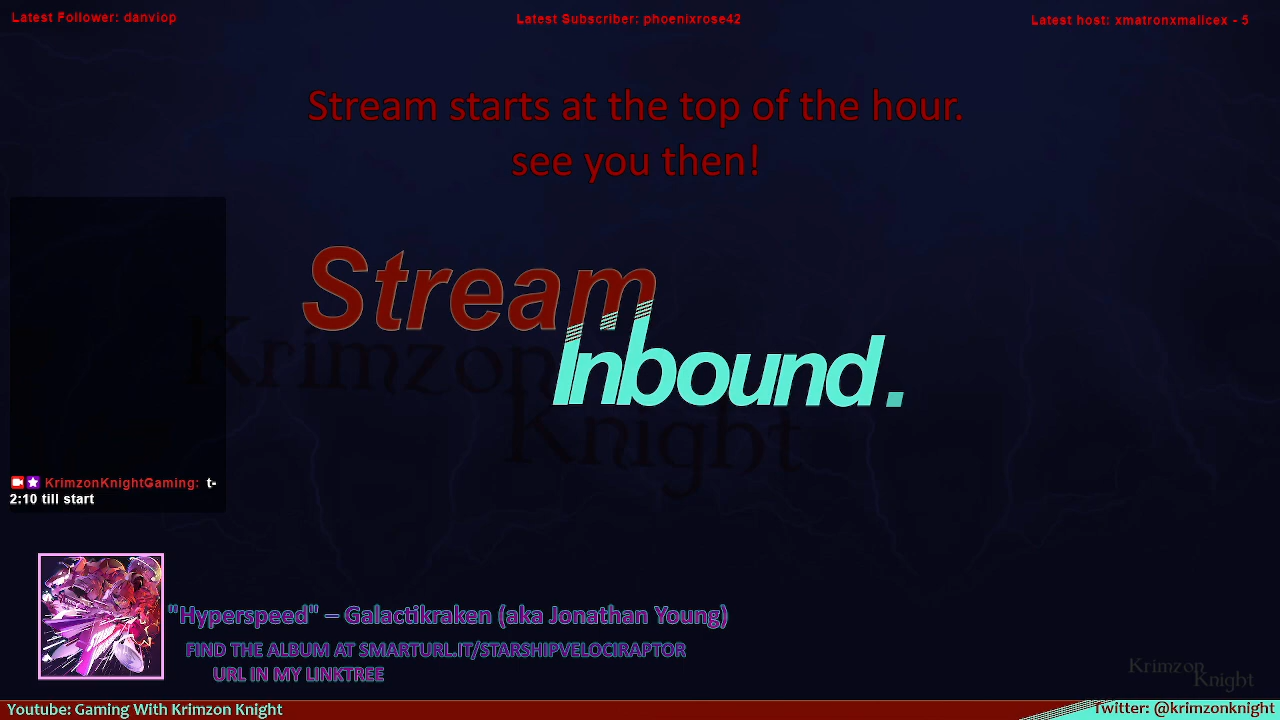 Latest Follower: danviop
Latest Subscriber: phoenixrose42
Latest host: xmatronxmalicex - 5
Stream starts at the top of the hour.
see you then!
Stream
Inbound.
Krimzon
Knight
KrimzonKnightGaming: t-
2:10 till start
"Hyperspeed" – Galactikraken (aka Jonathan Young)
FIND THE ALBUM AT SMARTURL.IT/STARSHIPVELOCIRAPTOR
URL IN MY LINKTREE
Krimzon
Knight
Youtube: Gaming With Krimzon Knight
Twitter: @krimzonknight